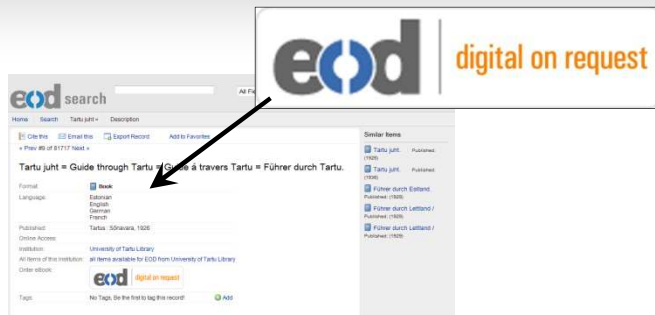 eod digital on request
eod search
All Fie
Home Search Tartu juht Description
Cite this Email this Export Record Add to Favorites
« Prev #9 of 81717 Next »
Tartu juht = Guide through Tartu = Guide à travers Tartu = Führer durch Tartu.
Format: Book
Language: Estonian
English
German
French
Published: Tartus : Sõnavara, 1926
Online Access:
Institution: University of Tartu Library
All items of this institution: all items available for EOD from University of Tartu Library
Order eBook: eod digital on request
Tags: No Tags, Be the first to tag this record! Add
Similar Items
Tartu juht. Published:
(1929)
Tartu juht. Published:
Führer durch Estland.
Published: (1929)
Führer durch Lettland /
Published: (1929)
Führer durch Lettland /
Published: (1929)